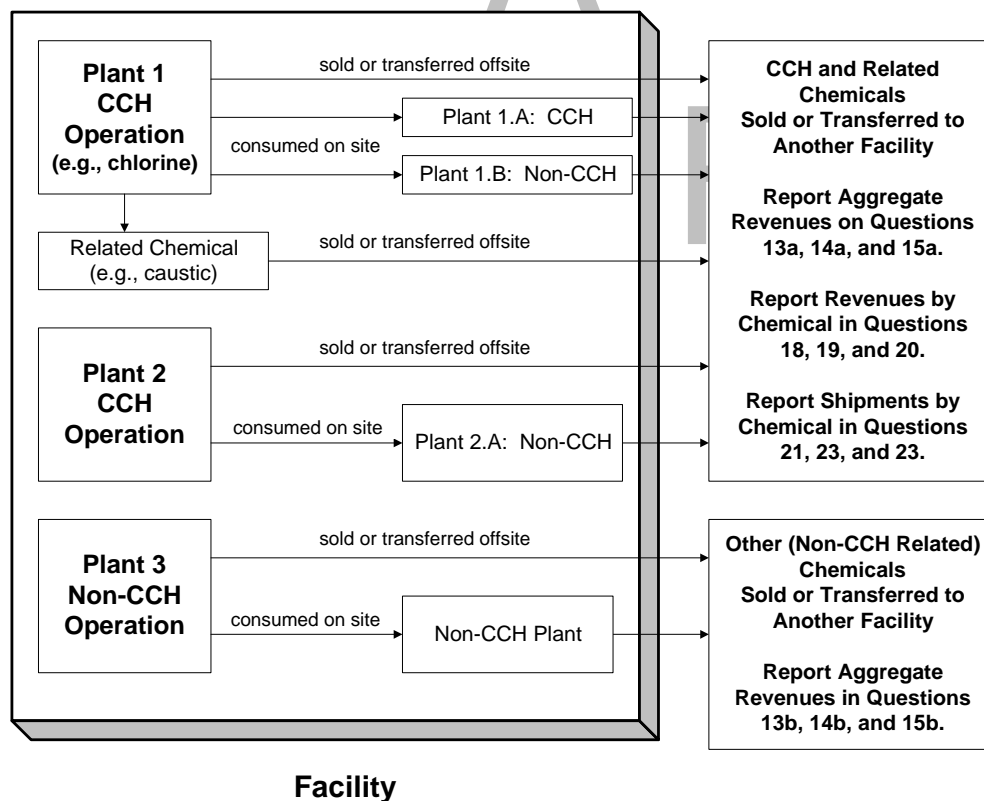 Plant 1
CCH
Operation
(e.g., chlorine)
sold or transferred offsite
Plant 1.A:  CCH
consumed on site
Plant 1.B:  Non-CCH
Related Chemical
(e.g., caustic)
sold or transferred offsite
Plant 2
CCH
Operation
sold or transferred offsite
consumed on site
Plant 2.A:  Non-CCH
Plant 3
Non-CCH
Operation
sold or transferred offsite
consumed on site
Non-CCH Plant
CCH and Related
Chemicals
Sold or Transferred to
Another Facility
Report Aggregate
Revenues on Questions
13a, 14a, and 15a.
Report Revenues by
Chemical in Questions
18, 19, and 20.
Report Shipments by
Chemical in Questions
21, 23, and 23.
Other (Non-CCH Related)
Chemicals
Sold or Transferred to
Another Facility
Report Aggregate
Revenues in Questions
13b, 14b, and 15b.
Facility